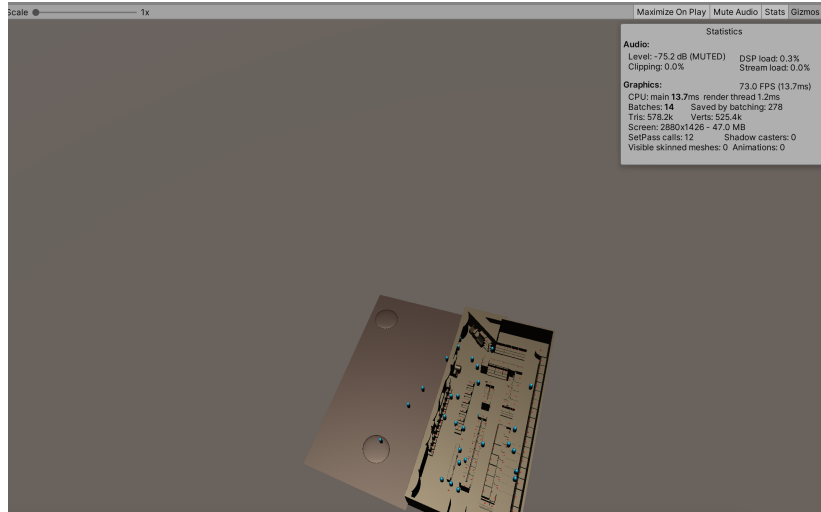 Scale 1x Maximize On Play Mute Audio Stats Gizmos
Statistics
Audio:
Level: -75.2 dB (MUTED) DSP load: 0.3%
Clipping: 0.0% Stream load: 0.0%
Graphics: 73.0 FPS (13.7ms)
CPU: main 13.7ms render thread 1.2ms
Batches: 14 Saved by batching: 278
Tris: 578.2k Verts: 525.4k
Screen: 2880x1426 - 47.0 MB
SetPass calls: 12 Shadow casters: 0
Visible skinned meshes: 0 Animations: 0